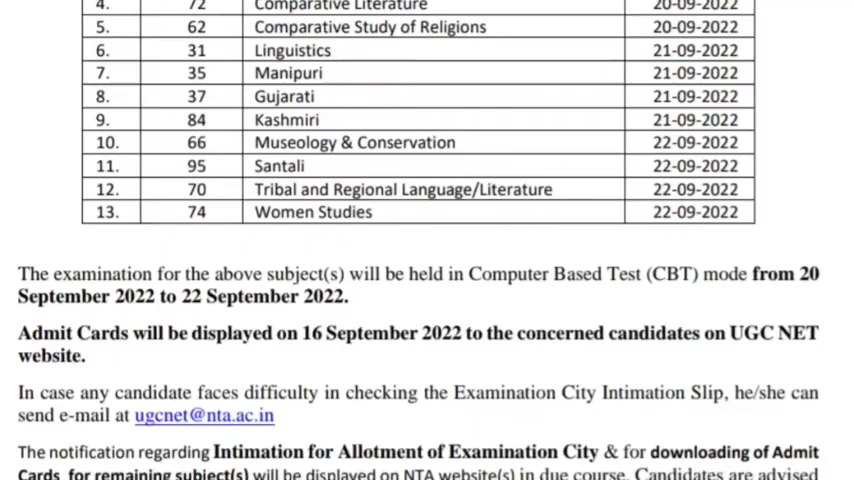 4. 72 Comparative Literature 20-09-2022
5. 62 Comparative Study of Religions 20-09-2022
6. 31 Linguistics 21-09-2022
7. 35 Manipuri 21-09-2022
8. 37 Gujarati 21-09-2022
9. 84 Kashmiri 21-09-2022
10. 66 Museology & Conservation 22-09-2022
11. 95 Santali 22-09-2022
12. 70 Tribal and Regional Language/Literature 22-09-2022
13. 74 Women Studies 22-09-2022
The examination for the above subject(s) will be held in Computer Based Test (CBT) mode from 20
September 2022 to 22 September 2022.
Admit Cards will be displayed on 16 September 2022 to the concerned candidates on UGC NET
website.
In case any candidate faces difficulty in checking the Examination City Intimation Slip, he/she can
send e-mail at ugcnet@nta.ac.in
The notification regarding Intimation for Allotment of Examination City & for downloading of Admit
Cards for remaining subject(s) will be displayed on NTA website(s) in due course. Candidates are advised